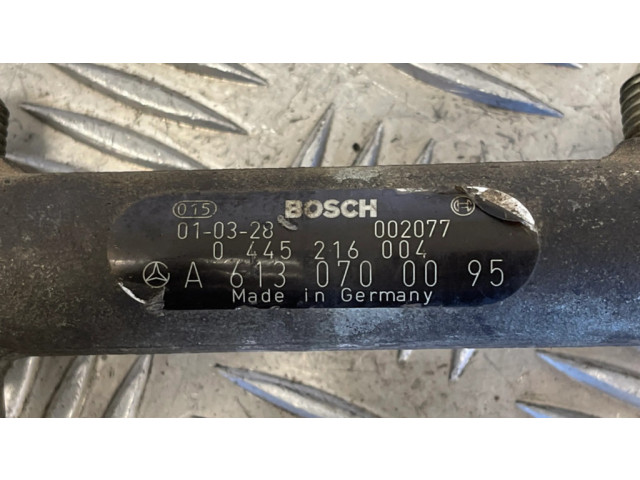 015 BOSCH
01-03-28 002077
0 445 216 004
A 613 070 00 95
Made in Germany